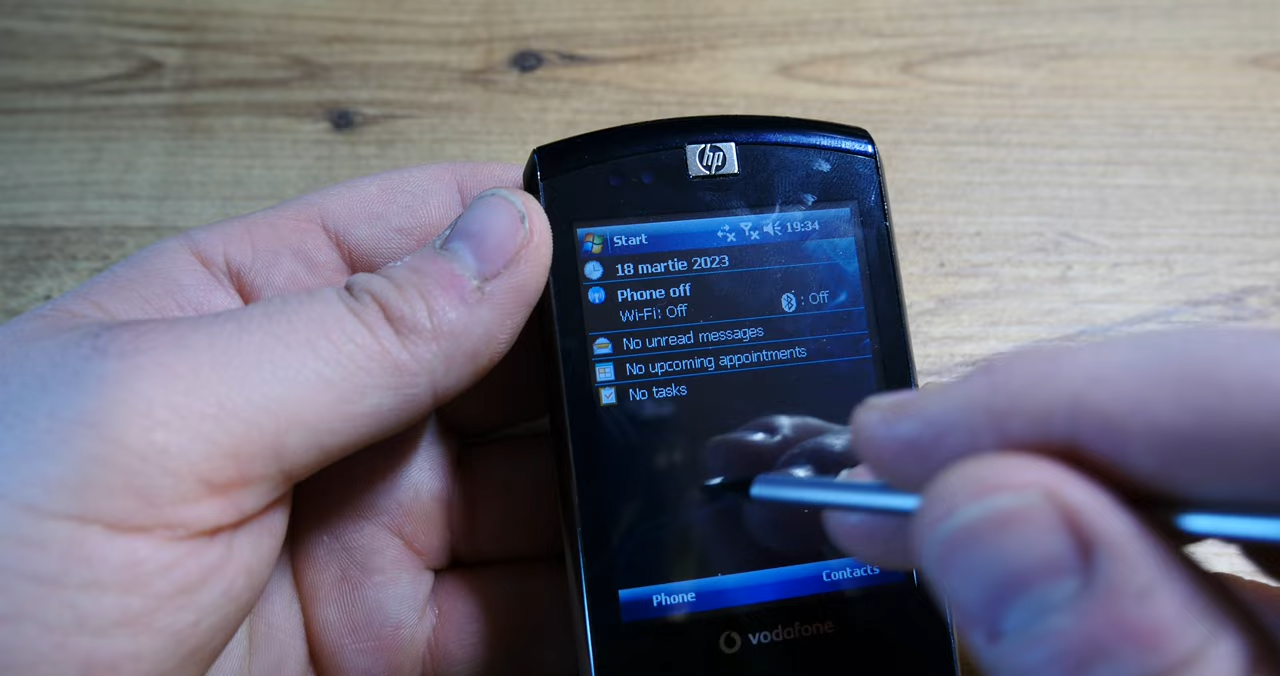 hp
Start 19:34
18 martie 2023
Phone off
Wi-Fi: Off : Off
No unread messages
No upcoming appointments
No tasks
Phone Contacts
vodafone